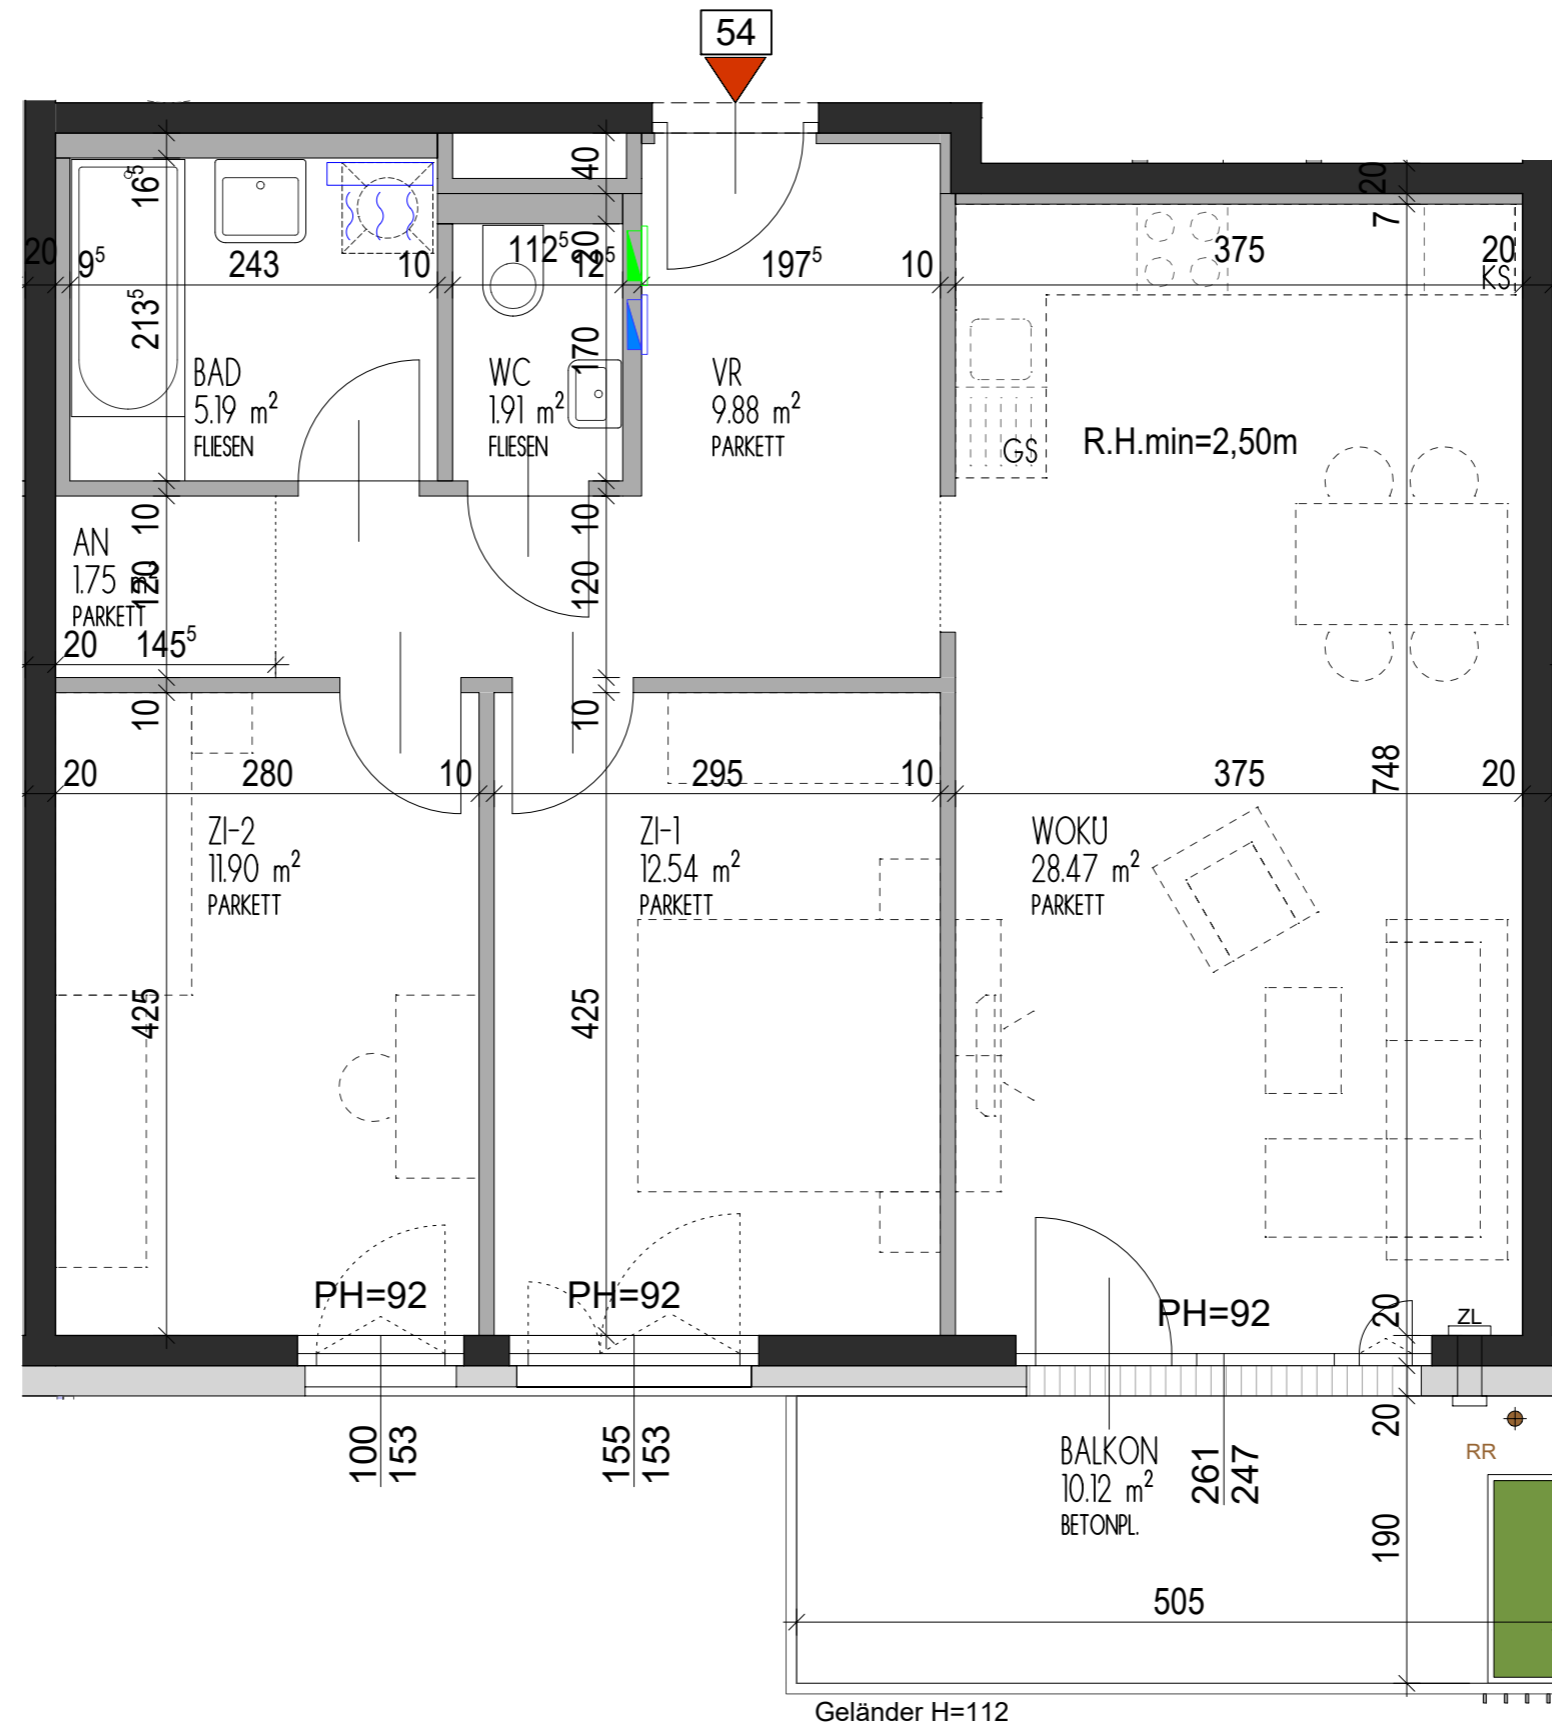 54
40
20
16⁵
20
9⁵
243
10
112⁵
20
12⁵
197⁵
10
7
375
20
KS
213⁵
170
BAD
5.19 m²
FLIESEN
WC
1.91 m²
FLIESEN
VR
9.88 m²
PARKETT
GS
R.H.min=2,50m
10
10
AN
1.75 m²
PARKETT
120
120
20
145⁵
10
10
20
280
10
295
10
375
748
20
ZI-2
11.90 m²
PARKETT
ZI-1
12.54 m²
PARKETT
WOKÜ
28.47 m²
PARKETT
425
425
PH=92
PH=92
PH=92
20
ZL
100
153
155
153
BALKON
10.12 m²
BETONPL.
261
247
20
RR
190
505
Geländer H=112